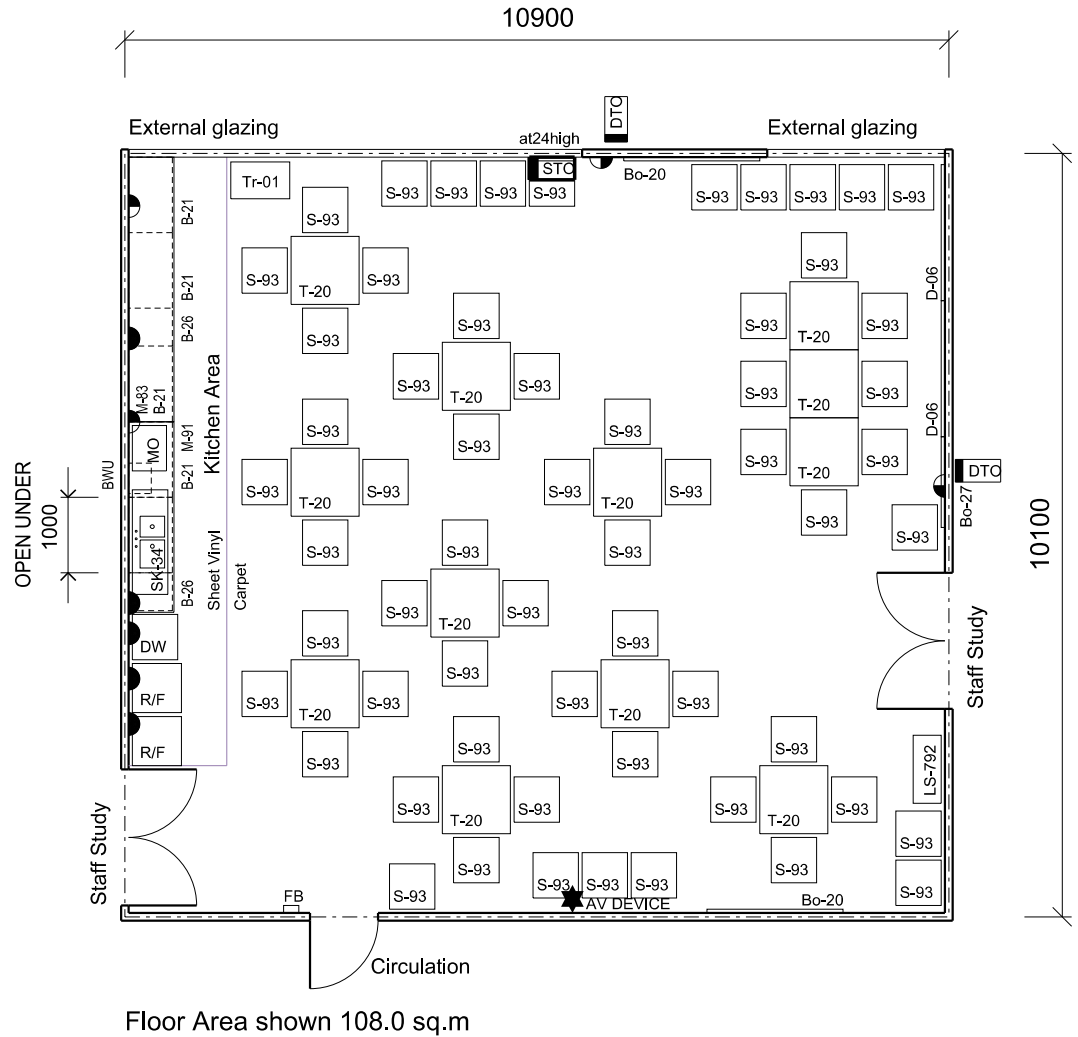 10900
External glazing
at24high
DTO
External glazing
STO
Bo-20
Tr-01
S-93 S-93 S-93 S-93
S-93 S-93 S-93 S-93 S-93
B-21
S-93
S-93
S-93 T-20 S-93
S-93
B-21
D-06
S-93 T-20 S-93
S-93
B-26
S-93
S-93 T-20 S-93
S-93
S-93 T-20 S-93
M-83
B-21
Kitchen Area
S-93
S-93
D-06
M-91
MO
BWU
B-21
S-93 T-20 S-93
S-93
S-93 T-20 S-93
S-93
S-93 T-20 S-93
S-93
DTO
Bo-27
S-93
OPEN UNDER
1000
10100
SK-34°
B-26
Sheet Vinyl
Carpet
S-93
S-93 T-20 S-93
S-93
DW
R/F
R/F
S-93
S-93 T-20 S-93
S-93
S-93
S-93 T-20 S-93
S-93
Staff Study
S-93
S-93 T-20 S-93
S-93
S-93
S-93 T-20 S-93
S-93
LS-792
S-93
S-93
Staff Study
FB
S-93
S-93 S-93 S-93
AV DEVICE
Bo-20
Circulation
Floor Area shown 108.0 sq.m